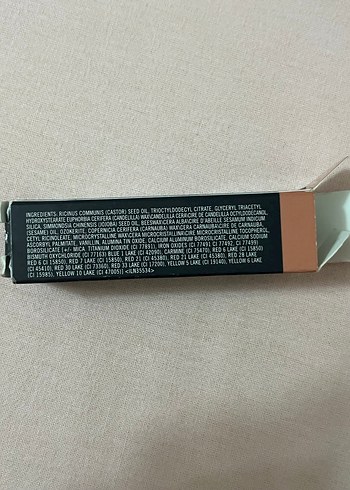 INGREDIENTS: RICINUS COMMUNIS (CASTOR) SEED OIL, TRIOCTYLDODECYL CITRATE, GLYCERYL TRIACETYL
HYDROXYSTEARATE EUPHORBIA CERIFERA (CANDELILLA) WAX\CANDELILLA CERA\CIRE DE CANDELILLA OCTYLDODECANOL,
SILICA, SIMMONDSIA CHINENSIS (JOJOBA) SEED OIL, BEESWAX\CERA ALBA\CIRE D'ABEILLE SESAMUM INDICUM
(SESAME) OIL, OZOKERITE, COPERNICIA CERIFERA (CARNAUBA) WAX\CERA CARNAUBA\CIRE DE CARNAUBA,
CETYL RICINOLEATE, MICROCRYSTALLINE WAX\CERA MICROCRISTALLINA\CIRE MICROCRISTALLINE TOCOPHEROL,
ASCORBYL PALMITATE, VANILLIN, ALUMINA TIN OXIDE, CALCIUM ALUMINUM BOROSILICATE, CALCIUM SODIUM
BOROSILICATE [+/- MICA TITANIUM DIOXIDE (CI 77891) IRON OXIDES (CI 77491 CI 77492, CI 77499)
BISMUTH OXYCHLORIDE (CI 77163) BLUE 1 LAKE (CI 42090), CARMINE (CI 75470), RED 6 LAKE (CI 15850)
RED 6 (CI 15850), RED 7 LAKE (CI 15850), RED 21 (CI 45380), RED 21 LAKE (CI 45380), RED 28 LAKE
(CI 45410), RED 30 LAKE (CI 73360), RED 33 LAKE (CI 17200), YELLOW 5 LAKE (CI 19140), YELLOW 6 LAKE
(CI 15985), YELLOW 10 LAKE (CI 47005)] <ILN35534>